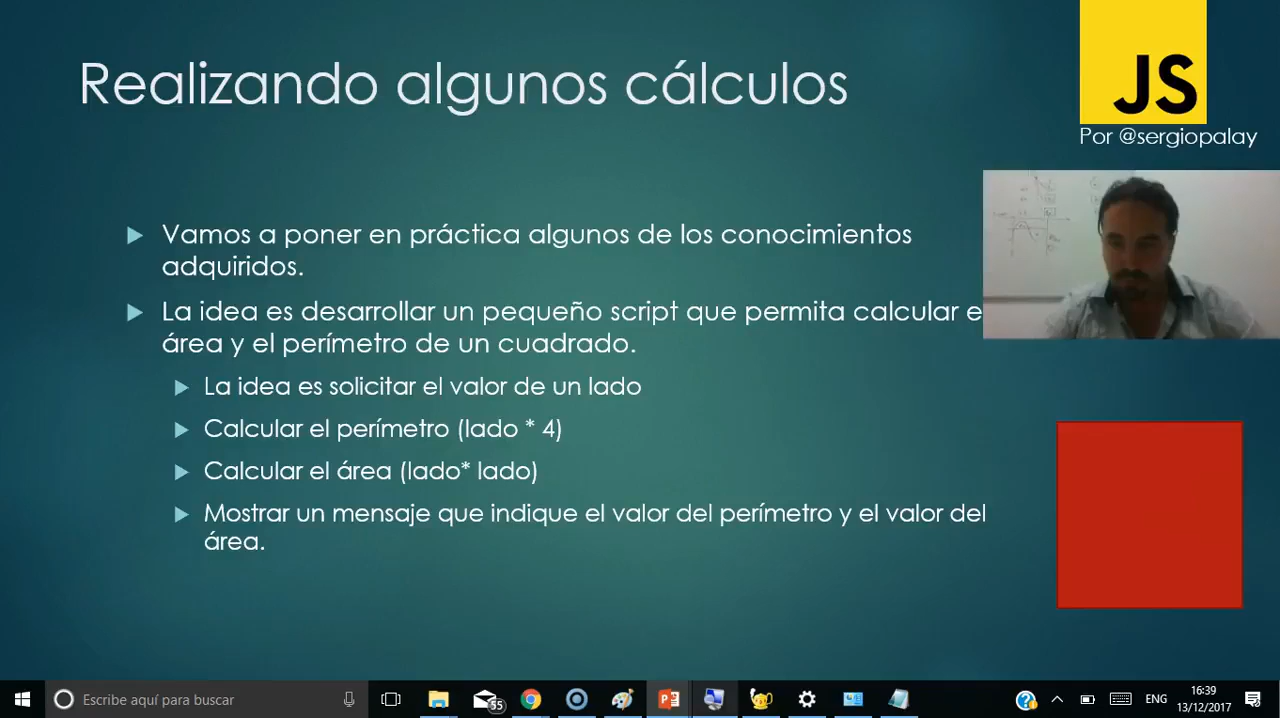 Realizando algunos cálculos
JS
Por @sergiopalay
Vamos a poner en práctica algunos de los conocimientos
adquiridos.
La idea es desarrollar un pequeño script que permita calcular e
área y el perímetro de un cuadrado.
La idea es solicitar el valor de un lado
Calcular el perímetro (lado * 4)
Calcular el área (lado* lado)
Mostrar un mensaje que indique el valor del perímetro y el valor del
área.
Escribe aquí para buscar
55
ENG
16:39
13/12/2017